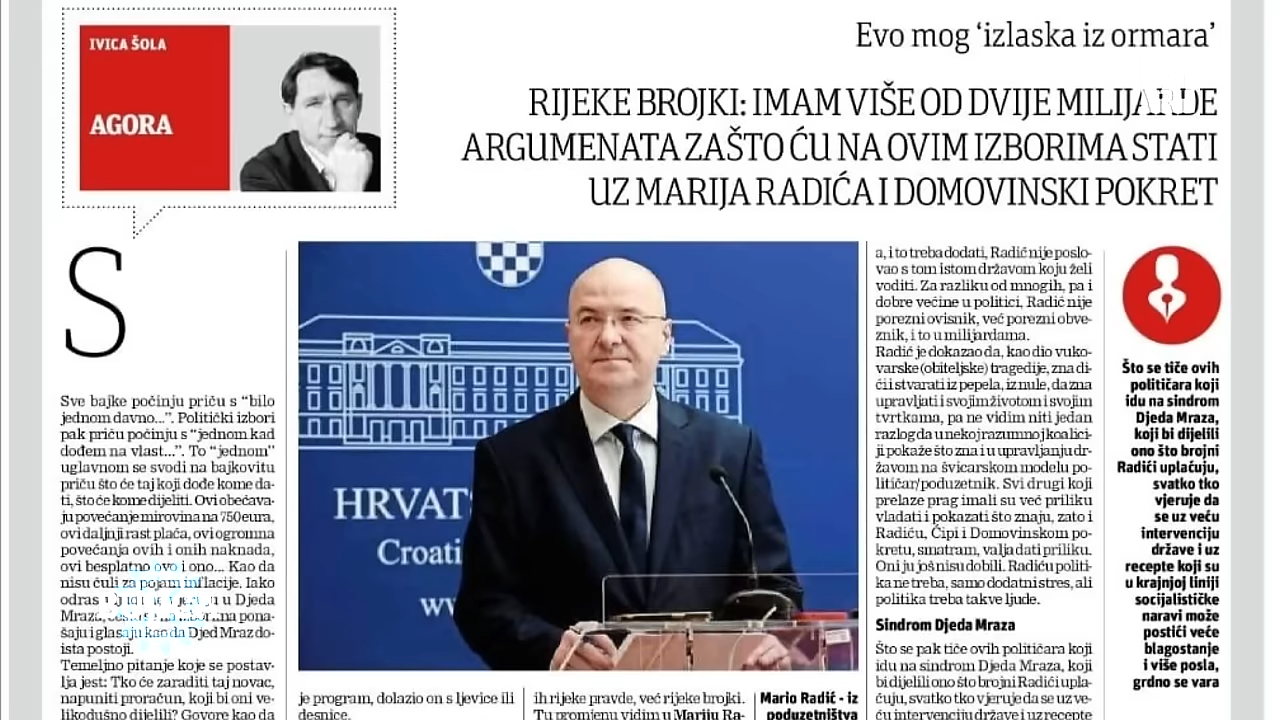 IVICA ŠOLA
AGORA
Evo mog ‘izlaska iz ormara’
RIJEKE BROJKI: IMAM VIŠE OD DVIJE MILIJARDE
ARGUMENATA ZAŠTO ĆU NA OVIM IZBORIMA STATI
UZ MARIJA RADIĆA I DOMOVINSKI POKRET
S
Sve bajke počinju priču s “bilo
jednom davno...”. Politički izbori
pak priču počinju s “jednom kad
dođem na vlast...”. To “jednom”
uglavnom se svodi na bajkovitu
priču što će taj koji dođe kome da-
ti, što će kome dijeliti. Ovi obećava-
ju povećanje mirovina na 750 eura,
ovi daljnji rast plaća, ovi ogromna
povećanja ovih i onih naknada,
ovi besplatno ovo i ono... Kao da
nisu čuli za pojam inflacije. Iako
odrasli u Djeda
Mraza, pona-
šaju i glasaju kao da Djed Mraz do-
ista postoji.
Temeljno pitanje koje se postav-
lja jest: Tko će zaraditi taj novac,
napuniti proračun, koji bi oni ve-
likodušno dijelili? Govore kao da
HRVATS
Croati
ww
je program, dolazio on s ljevice ili
desnice.
ih rijeke pravde, već rijeke brojki.
Tu promjenu vidim u Mariju Ra-
Mario Radić - iz
poduzetništva
a, i to treba dodati, Radić nije poslo-
vao s tom istom državom koju želi
voditi. Za razliku od mnogih, pa i
dobre većine u politici, Radić nije
porezni ovisnik, već porezni obve-
znik, i to u milijardama.
Radić je dokazao da, kao dio vuko-
varske (obiteljske) tragedije, zna di-
ći i stvarati iz pepela, iz nule, da zna
upravljati i svojim životom i svojim
tvrtkama, pa ne vidim niti jedan
razlog da u nekoj razumnoj koalici-
ji pokaže što zna i u upravljanju dr-
žavom na švicarskom modelu po-
litičar/poduzetnik. Svi drugi koji
prelaze prag imali su već priliku
vladati i pokazati što znaju, zato i
Radiću, Ćipi i Domovinskom po-
kretu, smatram, valja dati priliku.
Oni ju još nisu dobili. Radiću politi-
ka ne treba, samo dodatni stres, ali
politika treba takve ljude.
Sindrom Djeda Mraza
Što se pak tiče ovih političara koji
idu na sindrom Djeda Mraza, koji
bi dijelili ono što brojni Radići upla-
ćuju, svatko tko vjeruje da se uz ve-
ću intervenciju države i uz recepte
Što se tiče ovih
političara koji
idu na sindrom
Djeda Mraza,
koji bi dijelili
ono što brojni
Radići uplaćuju,
svatko tko
vjeruje da
se uz veću
intervenciju
države i uz
recepte koji su
u krajnjoj liniji
socijalističke
naravi može
postići veće
blagostanje
i više posla,
grdno se vara